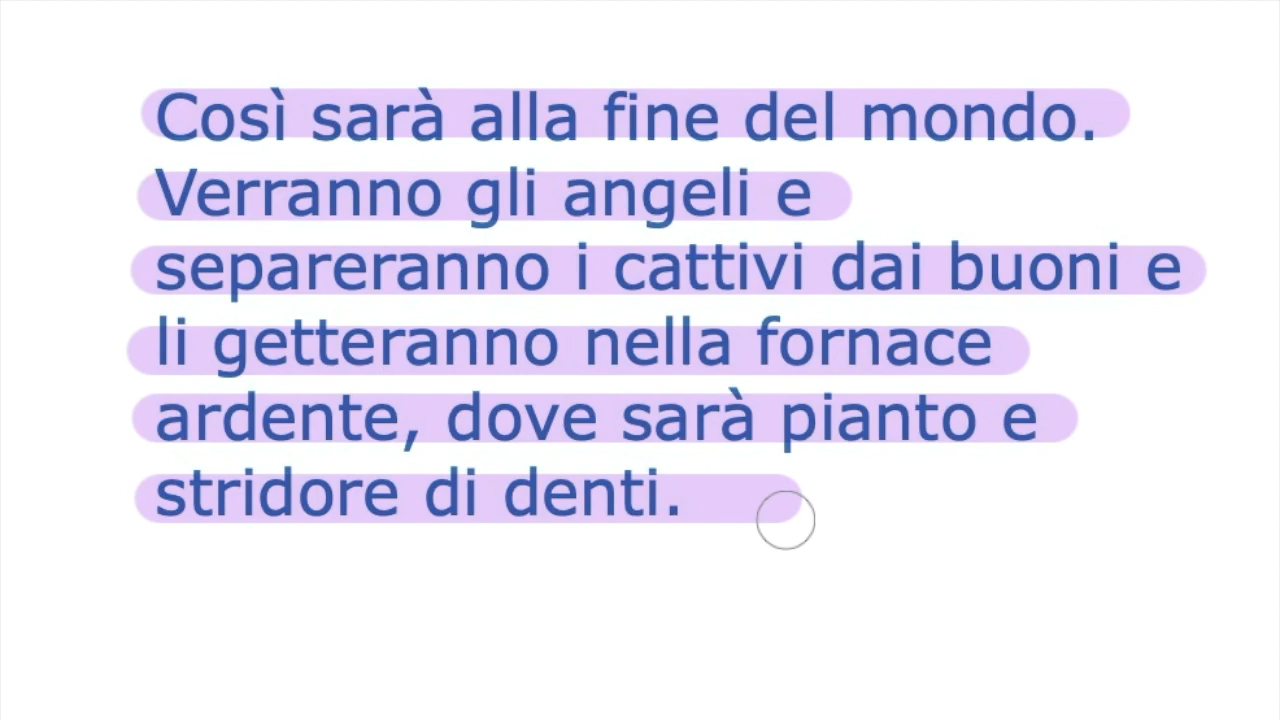 Così sarà alla fine del mondo.
Verranno gli angeli e
separeranno i cattivi dai buoni e
li getteranno nella fornace
ardente, dove sarà pianto e
stridore di denti.